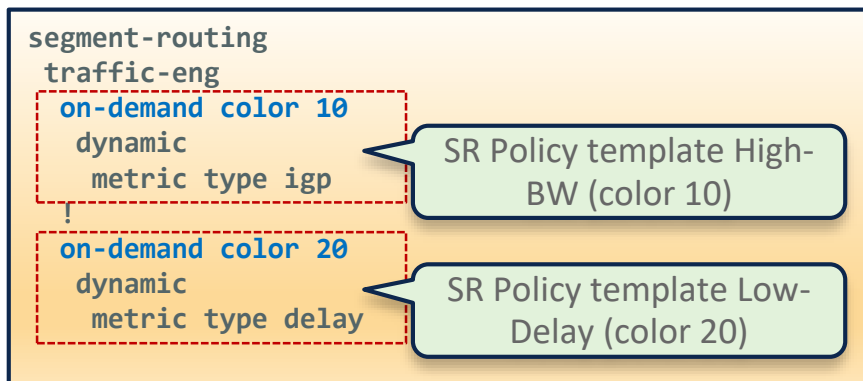 segment-routing
traffic-eng
on-demand color 10
dynamic
metric type igp
!
on-demand color 20
dynamic
metric type delay
SR Policy template High-
BW (color 10)
SR Policy template Low-
Delay (color 20)